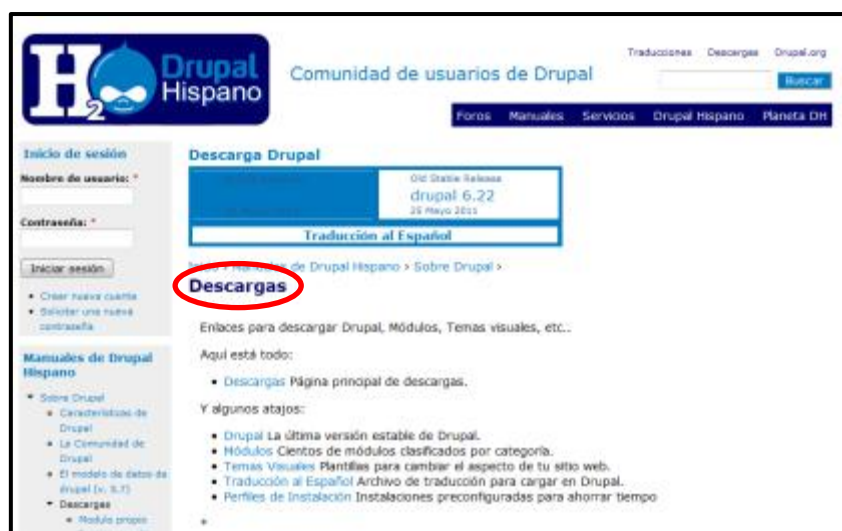 H2O
Drupal
Hispano
Comunidad de usuarios de Drupal
Traducciones Descargas Drupal.org
Buscar
Foros Manuales Servicios Drupal Hispano Planeta DH
Inicio de sesión
Nombre de usuario: *
Contraseña: *
Iniciar sesión
Crear nueva cuenta
Solicitar una nueva
contraseña
Manuales de Drupal
Hispano
Sobre Drupal
Características de
Drupal
La Comunidad de
Drupal
El modelo de datos de
drupal (v. 5.7)
Descargas
Modulo propio
Descarga Drupal
Old Stable Release
drupal 6.22
25 Mayo 2011
Traducción al Español
Inicio › Manuales de Drupal Hispano › Sobre Drupal ›
Descargas
Enlaces para descargar Drupal, Módulos, Temas visuales, etc..
Aquí está todo:
Descargas Página principal de descargas.
Y algunos atajos:
Drupal La última versión estable de Drupal.
Módulos Cientos de módulos clasificados por categoría.
Temas Visuales Plantillas para cambiar el aspecto de tu sitio web.
Traducción al Español Archivo de traducción para cargar en Drupal.
Perfiles de Instalación Instalaciones preconfiguradas para ahorrar tiempo
*